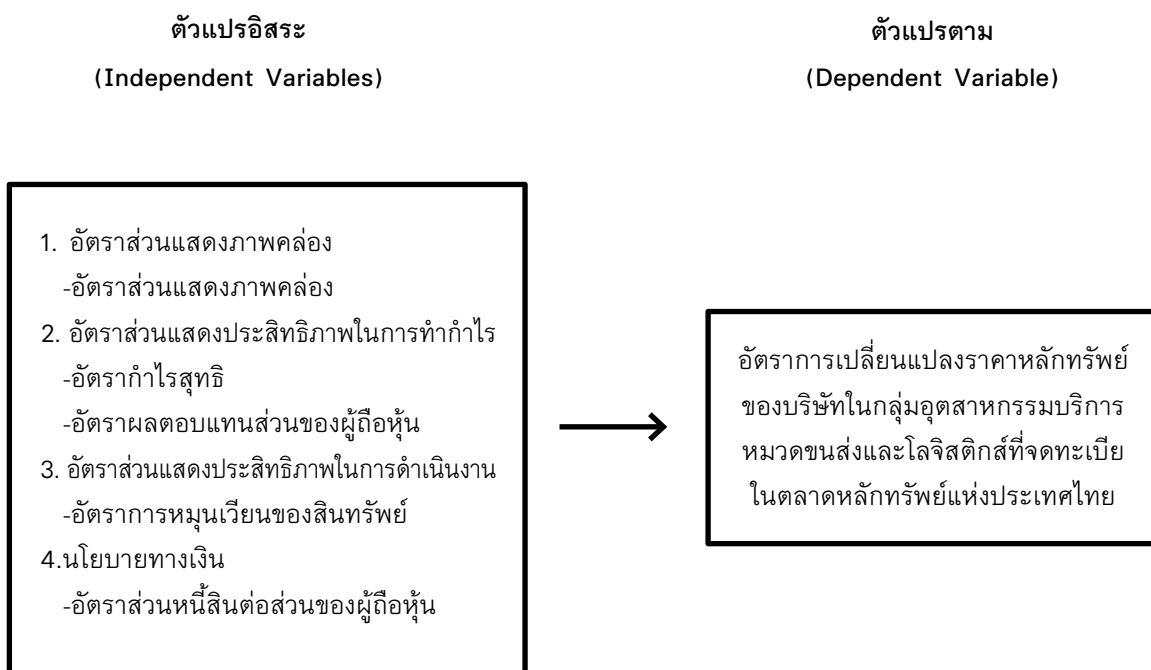 ตัวแปรอิสระ
(Independent Variables)
ตัวแปรตาม
(Dependent Variable)
1. อัตราส่วนแสดงภาพคล่อง
-อัตราส่วนแสดงภาพคล่อง
2. อัตราส่วนแสดงประสิทธิภาพในการทำกำไร
-อัตรากำไรสุทธิ
-อัตราผลตอบแทนส่วนของผู้ถือหุ้น
3. อัตราส่วนแสดงประสิทธิภาพในการดำเนินงาน
-อัตราการหมุนเวียนของสินทรัพย์
4.นโยบายทางเงิน
-อัตราส่วนหนี้สินต่อส่วนของผู้ถือหุ้น
อัตราการเปลี่ยนแปลงราคาหลักทรัพย์
ของบริษัทในกลุ่มอุตสาหกรรมบริการ
หมวดขนส่งและโลจิสติกส์ที่จดทะเบีย
ในตลาดหลักทรัพย์แห่งประเทศไทย